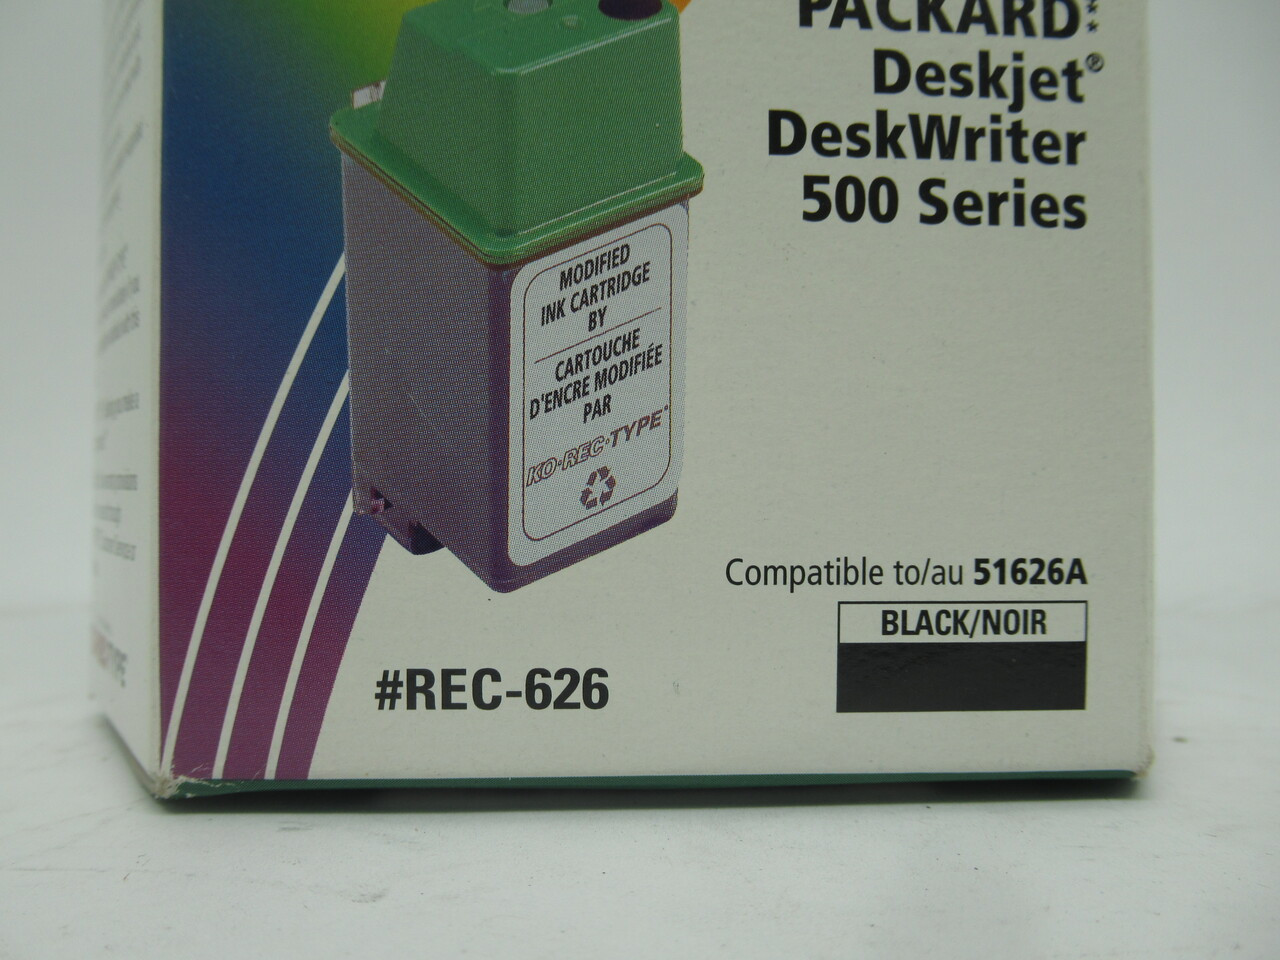 PACKARD
Deskjet®
DeskWriter
500 Series
MODIFIED
INK CARTRIDGE
BY
CARTOUCHE
D'ENCRE MODIFIÉE
PAR
KO·REC·TYPE
Compatible to/au 51626A
BLACK/NOIR
#REC-626